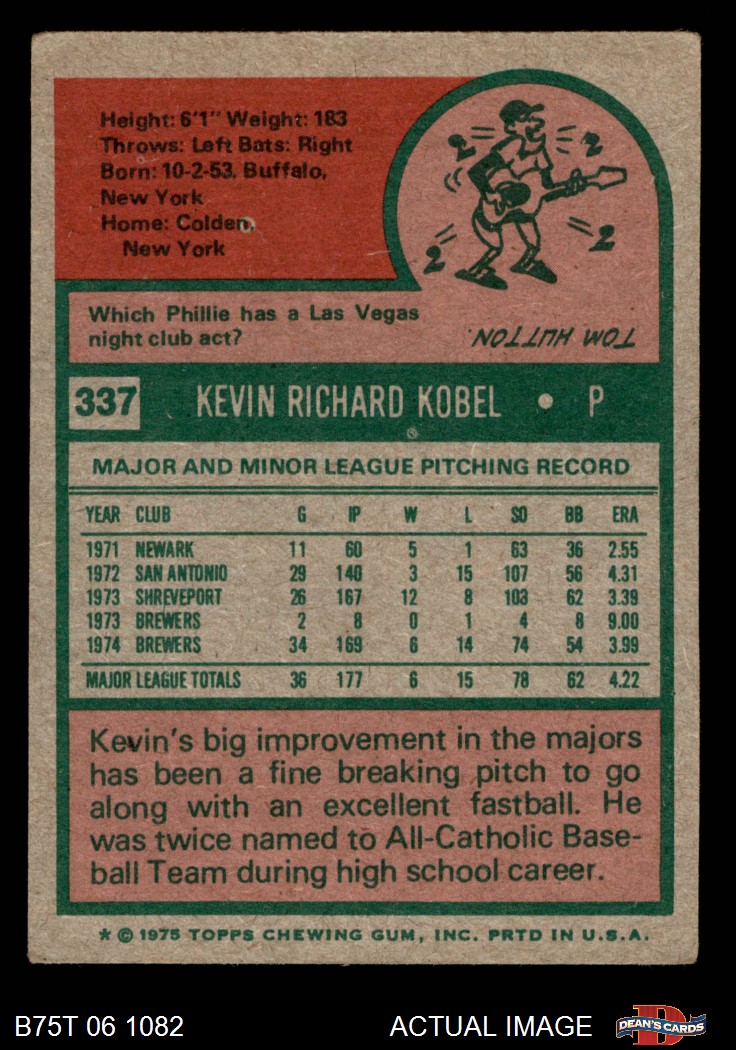 Height: 6'1" Weight: 183
Throws: Left Bats: Right
Born: 10-2-53, Buffalo,
New York
Home: Colden,
New York
2 2
2 2
Which Phillie has a Las Vegas
night club act?
TOM HUTTON.
337 KEVIN RICHARD KOBEL • P
MAJOR AND MINOR LEAGUE PITCHING RECORD
YEAR CLUB G IP W L SO BB ERA
1971 NEWARK 11 60 5 1 63 36 2.55
1972 SAN ANTONIO 29 140 3 15 107 56 4.31
1973 SHREVEPORT 26 167 12 8 103 62 3.39
1973 BREWERS 2 8 0 1 4 8 9.00
1974 BREWERS 34 169 6 14 74 54 3.99
MAJOR LEAGUE TOTALS 36 177 6 15 78 62 4.22
Kevin's big improvement in the majors
has been a fine breaking pitch to go
along with an excellent fastball. He
was twice named to All-Catholic Base-
ball Team during high school career.
* © 1975 TOPPS CHEWING GUM, INC. PRTD IN U.S.A.
B75T 06 1082 ACTUAL IMAGE B DEAN'S CARDS